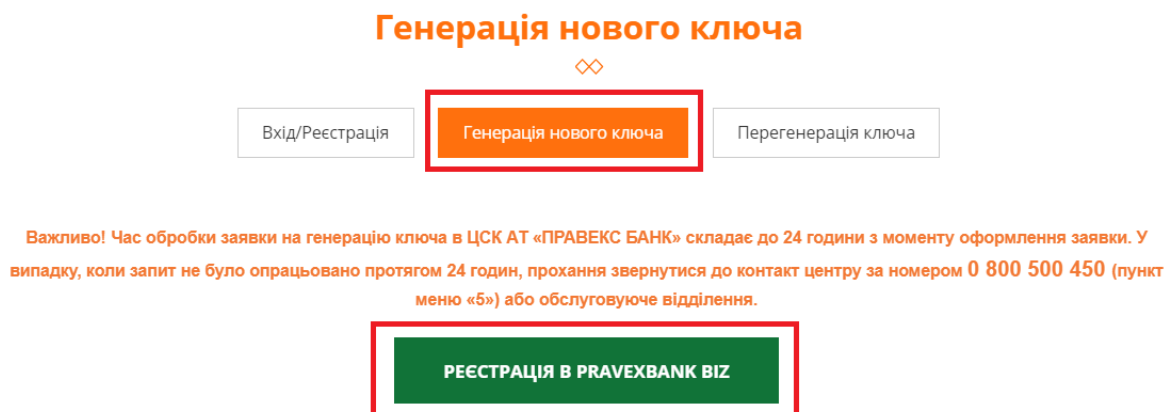 Генерація нового ключа
Вхід/Реєстрація
Генерація нового ключа
Перегенерація ключа
Важливо! Час обробки заявки на генерацію ключа в ЦСК АТ «ПРАВЕКС БАНК» складає до 24 години з моменту оформлення заявки. У
випадку, коли запит не було опрацьовано протягом 24 годин, прохання звернутися до контакт центру за номером 0 800 500 450 (пункт
меню «5») або обслуговуюче відділення.
РЕЄСТРАЦІЯ В PRAVEXBANK BIZ